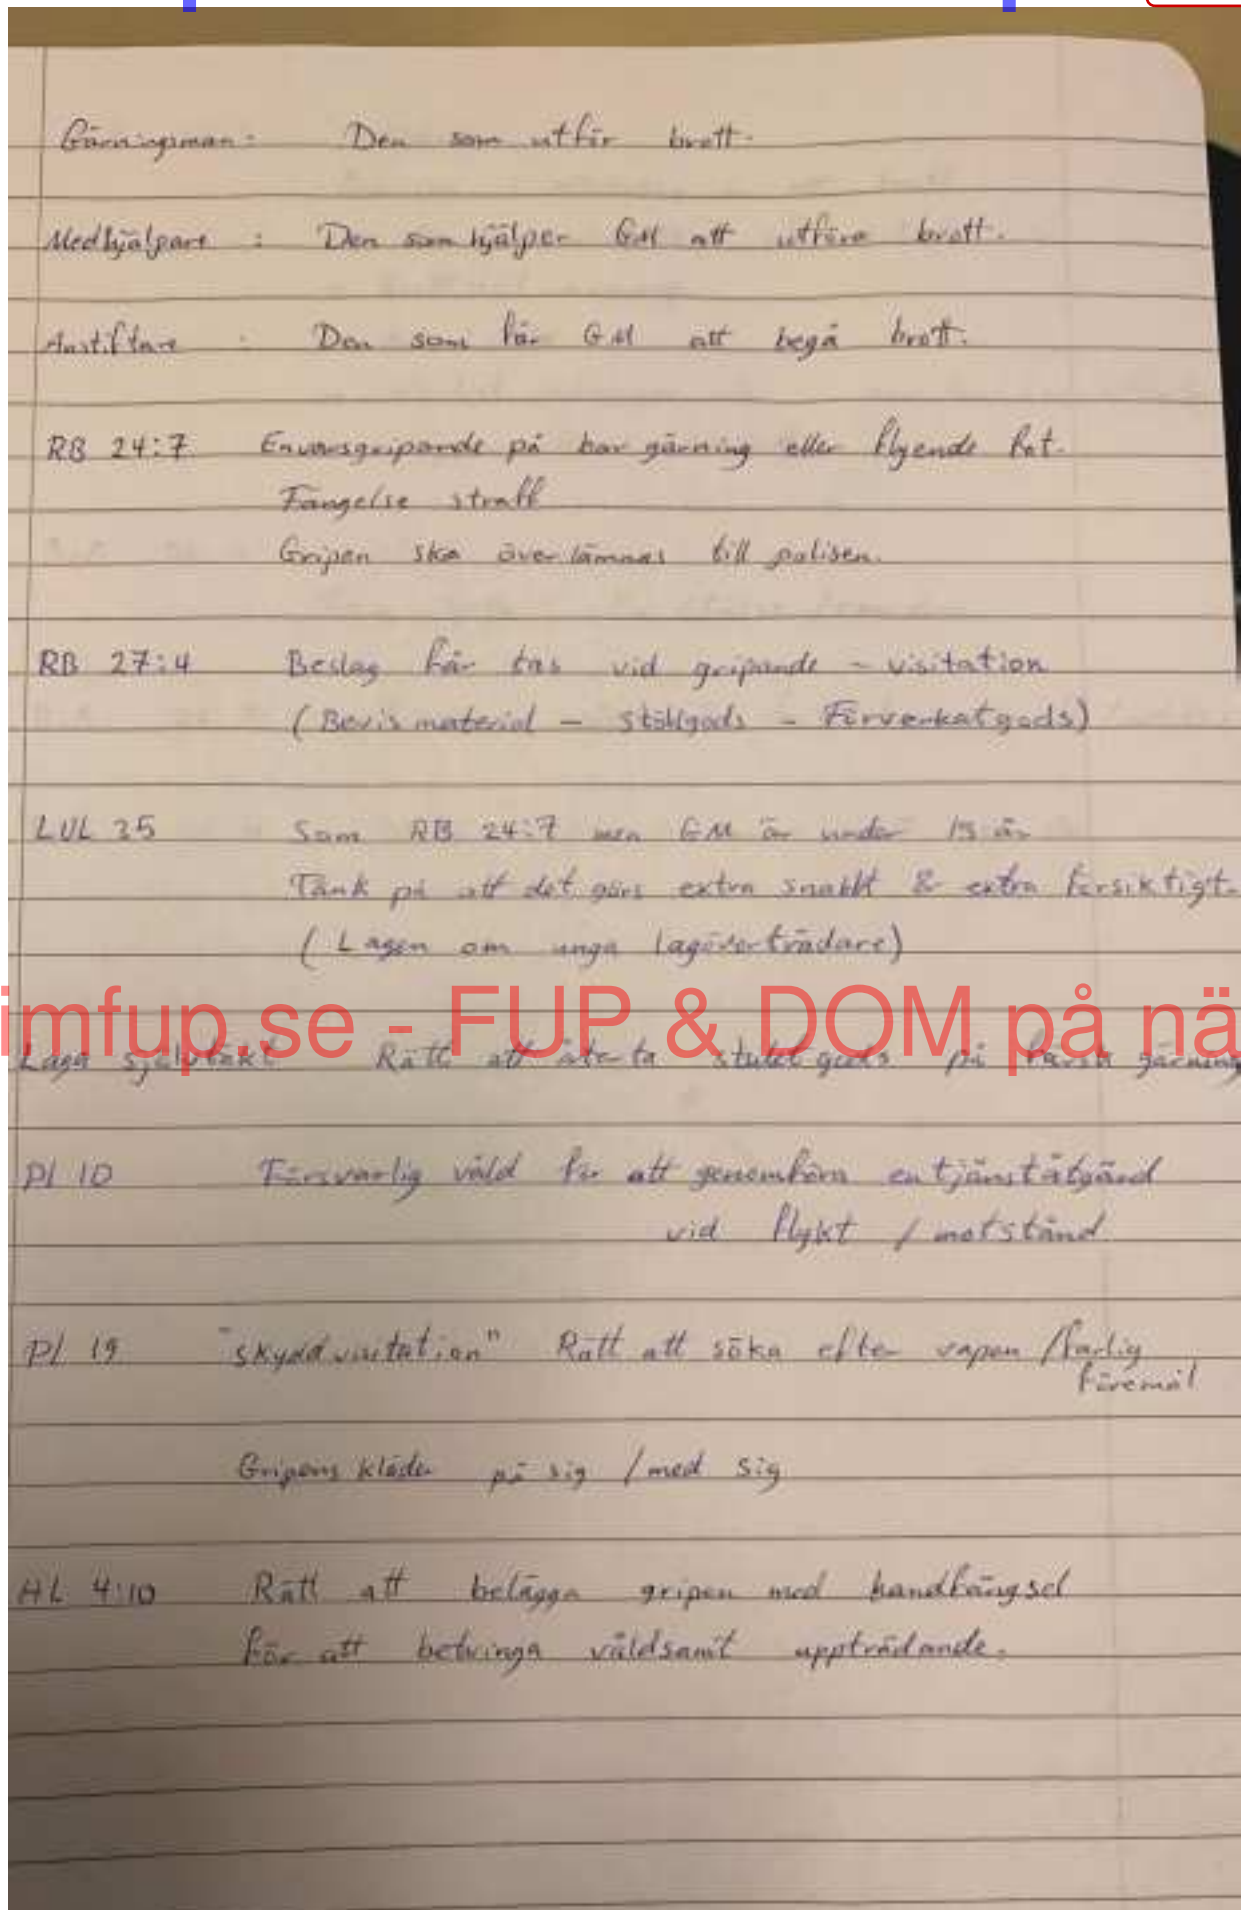 Gärningsman: Den som utför brott.
Medhjälpare : Den som hjälper GM att utföra brott.
Anstiftare : Den som får GM att begå brott.
RB 24:7 Envarsgripande på bar gärning eller flyende fot.
Fängelse straff
Gripen ska överlämnas till polisen.
RB 27:4 Beslag får tas vid gripande - visitation
(Bevis material - stöldgods - Förverkatgods)
LUL 35 Som RB 24:7 men GM är under 15 år
Tänk på att det görs extra snabbt & extra försiktigt.
(Lagen om unga lagöverträdare)
imfup.se - FUP & DOM på nä
Laga självtäkt Rätt att återta stulet gods på färsk gärning
Pl 10 Försvarlig våld för att genomföra en tjänståtgärd
vid flykt / motstånd
Pl 19 "skyddvisitation" Rätt att söka efter vapen /farlig
föremål
Gripens kläder på sig / med sig
HL 4:10 Rätt att belägga gripen med handfängsel
för att betvinga våldsamt uppträdande.